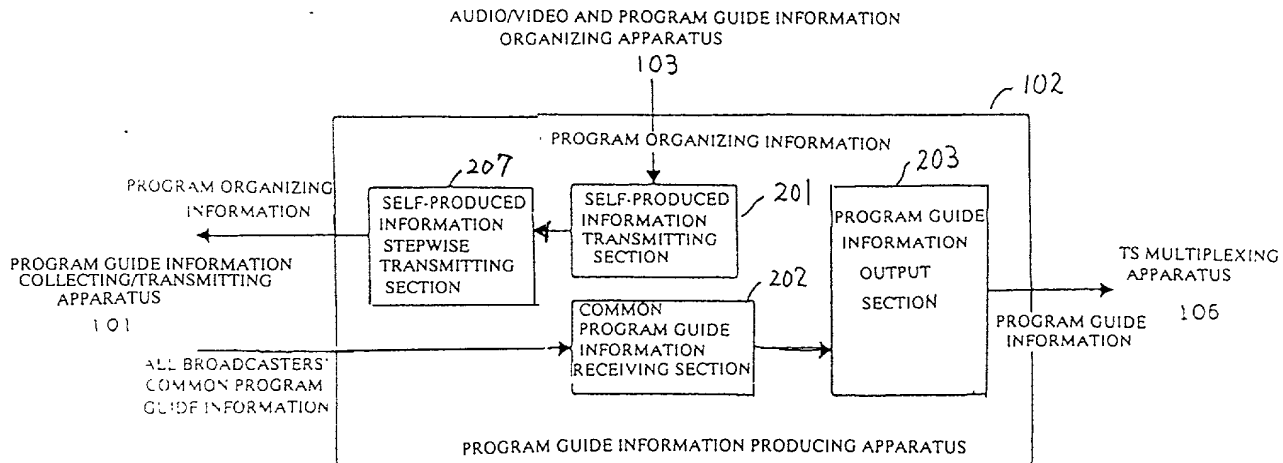 AUDIO/VIDEO AND PROGRAM GUIDE INFORMATION
ORGANIZING APPARATUS
103
102
PROGRAM ORGANIZING INFORMATION
207
203
PROGRAM ORGANIZING
INFORMATION
SELF-PRODUCED
INFORMATION
STEPWISE
TRANSMITTING
SECTION
SELF-PRODUCED
INFORMATION
TRANSMITTING
SECTION
201
PROGRAM GUIDE
INFORMATION
OUTPUT
SECTION
PROGRAM GUIDE INFORMATION
COLLECTING/TRANSMITTING
APPARATUS
101
TS MULTIPLEXING
APPARATUS
106
202
COMMON
PROGRAM GUIDE
INFORMATION
RECEIVING SECTION
PROGRAM GUIDE
INFORMATION
ALL BROADCASTERS'
COMMON PROGRAM
GUIDE INFORMATION
PROGRAM GUIDE INFORMATION PRODUCING APPARATUS